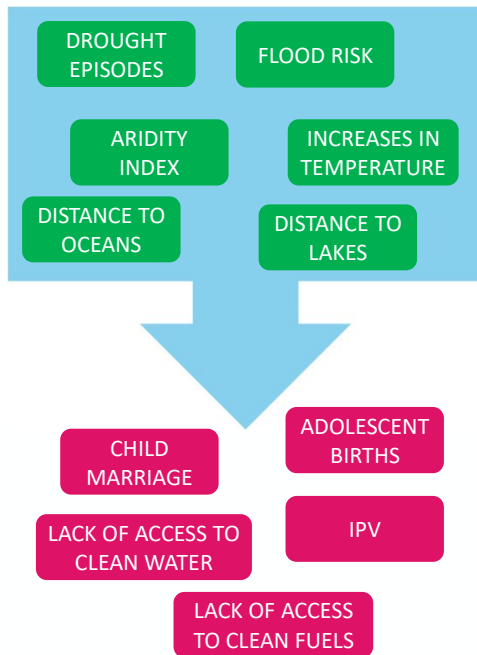 DROUGHT
EPISODES
FLOOD RISK
ARIDITY
INDEX
INCREASES IN
TEMPERATURE
DISTANCE TO
OCEANS
DISTANCE TO
LAKES
CHILD
MARRIAGE
ADOLESCENT
BIRTHS
LACK OF ACCESS TO
CLEAN WATER
IPV
LACK OF ACCESS
TO CLEAN FUELS